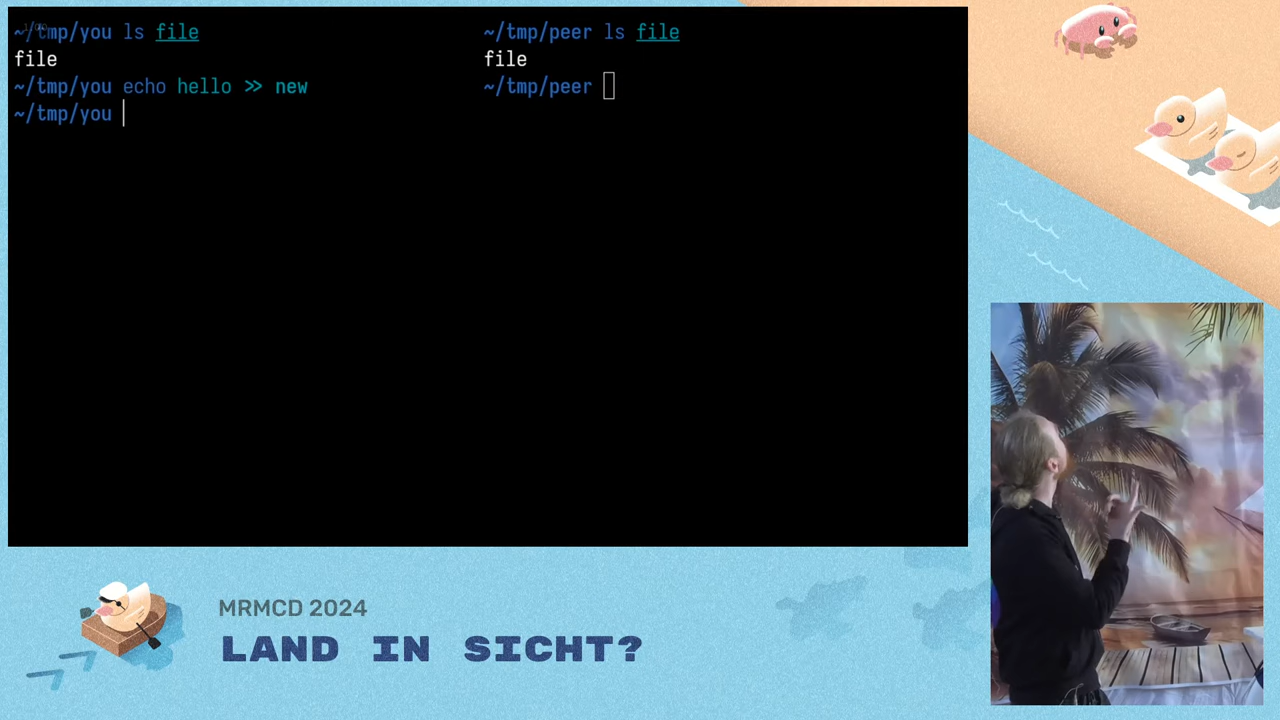 ~/tmp/you ls file
file
~/tmp/you echo hello >> new
~/tmp/you
~/tmp/peer ls file
file
~/tmp/peer
MRMCD 2024
LAND IN SICHT?